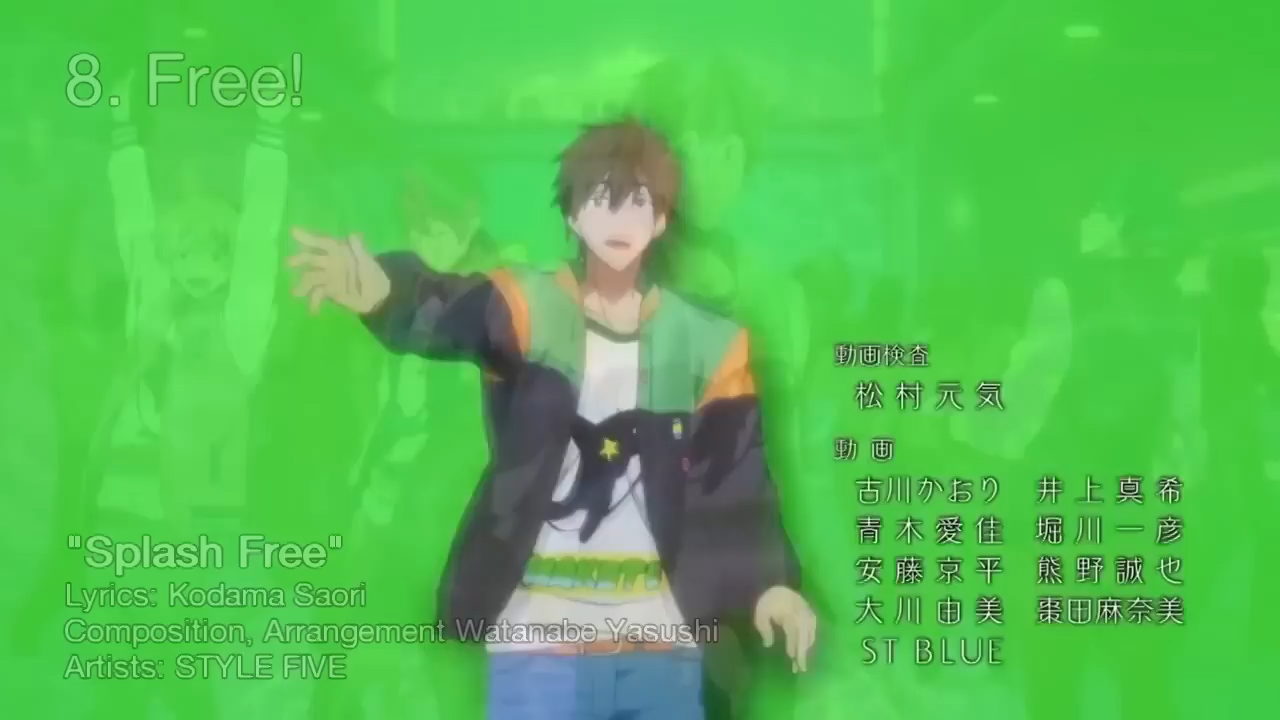 8. Free!
動画検査
松村元気
動画
古川かおり 井上真希
青木愛佳 堀川一彦
安藤京平 熊野誠也
大川由美 棗田麻奈美
ST BLUE
"Splash Free"
Lyrics: Kodama Saori
Composition, Arrangement Watanabe Yasushi
Artists: STYLE FIVE